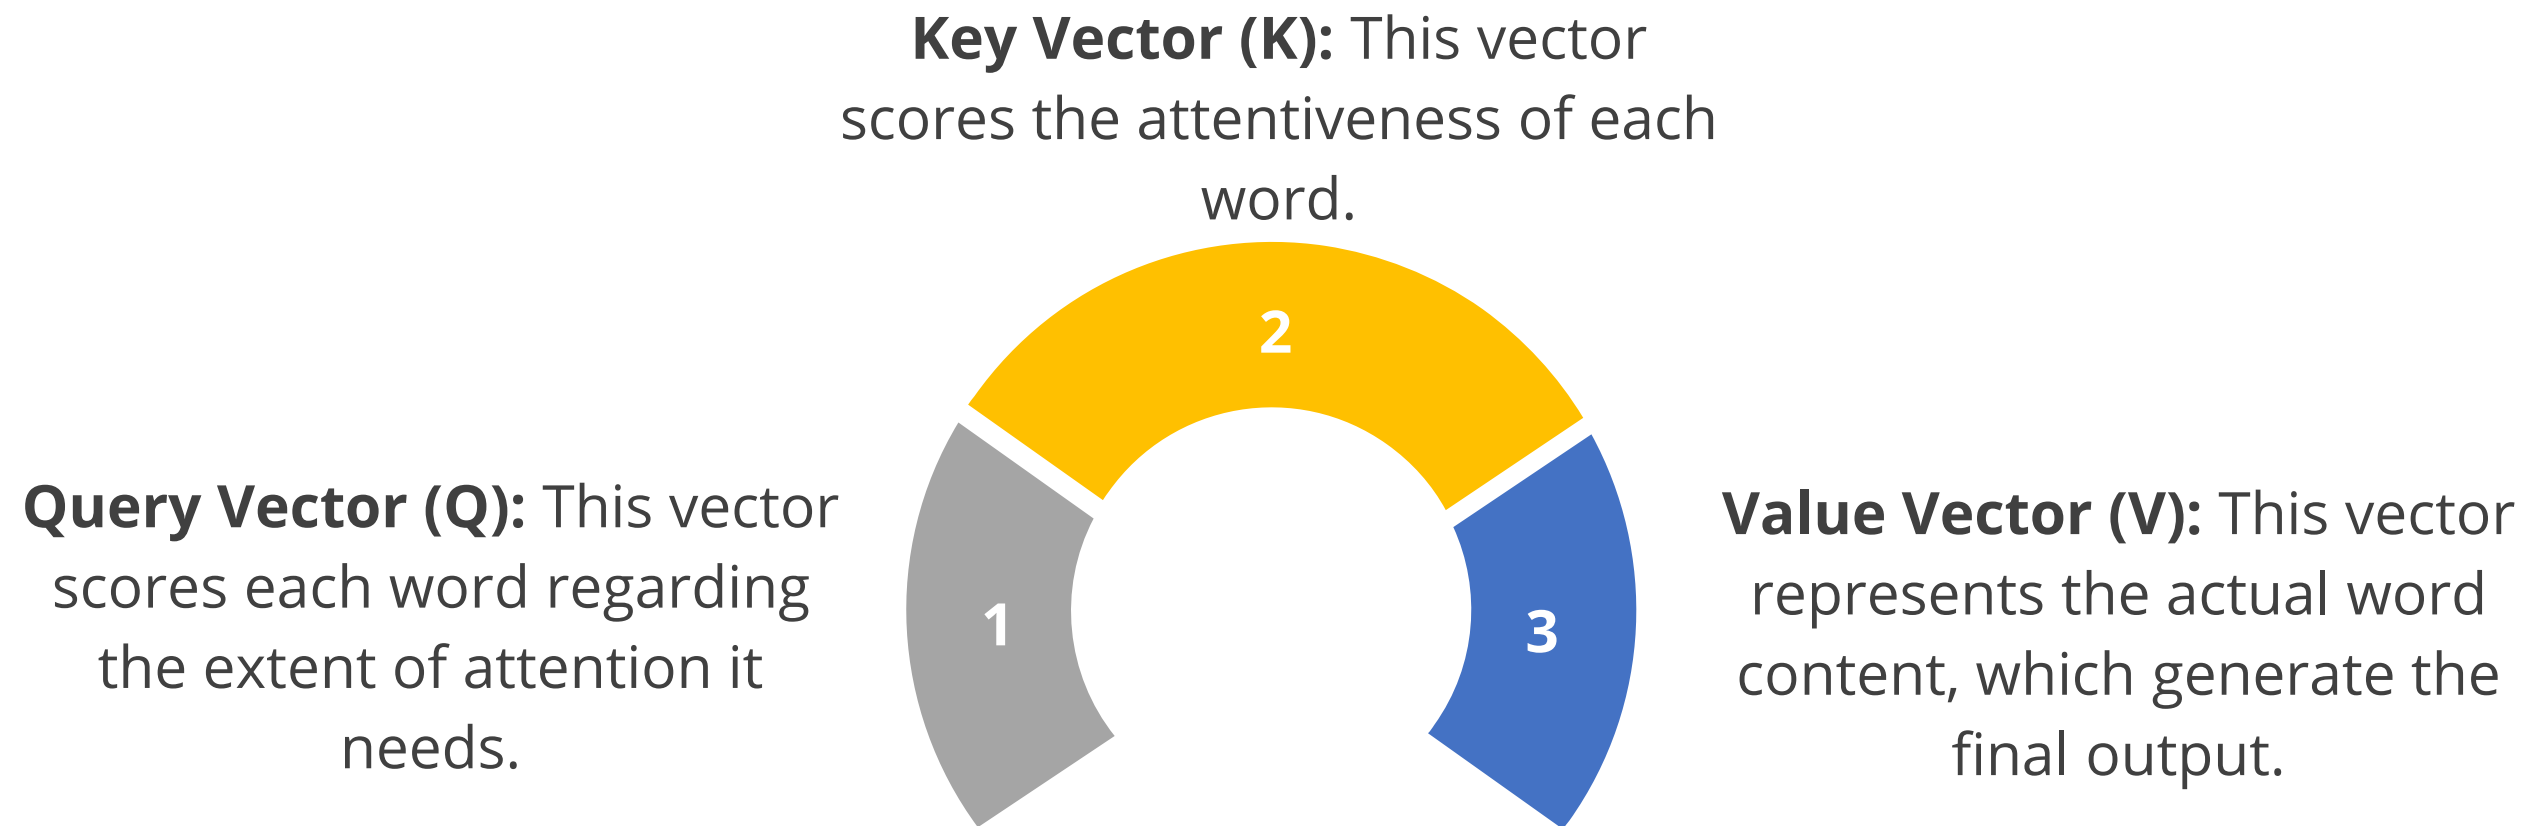 Key Vector (K): This vector
scores the attentiveness of each
word.
2
Query Vector (Q): This vector
scores each word regarding
the extent of attention it
needs.
1
3
Value Vector (V): This vector
represents the actual word
content, which generate the
final output.